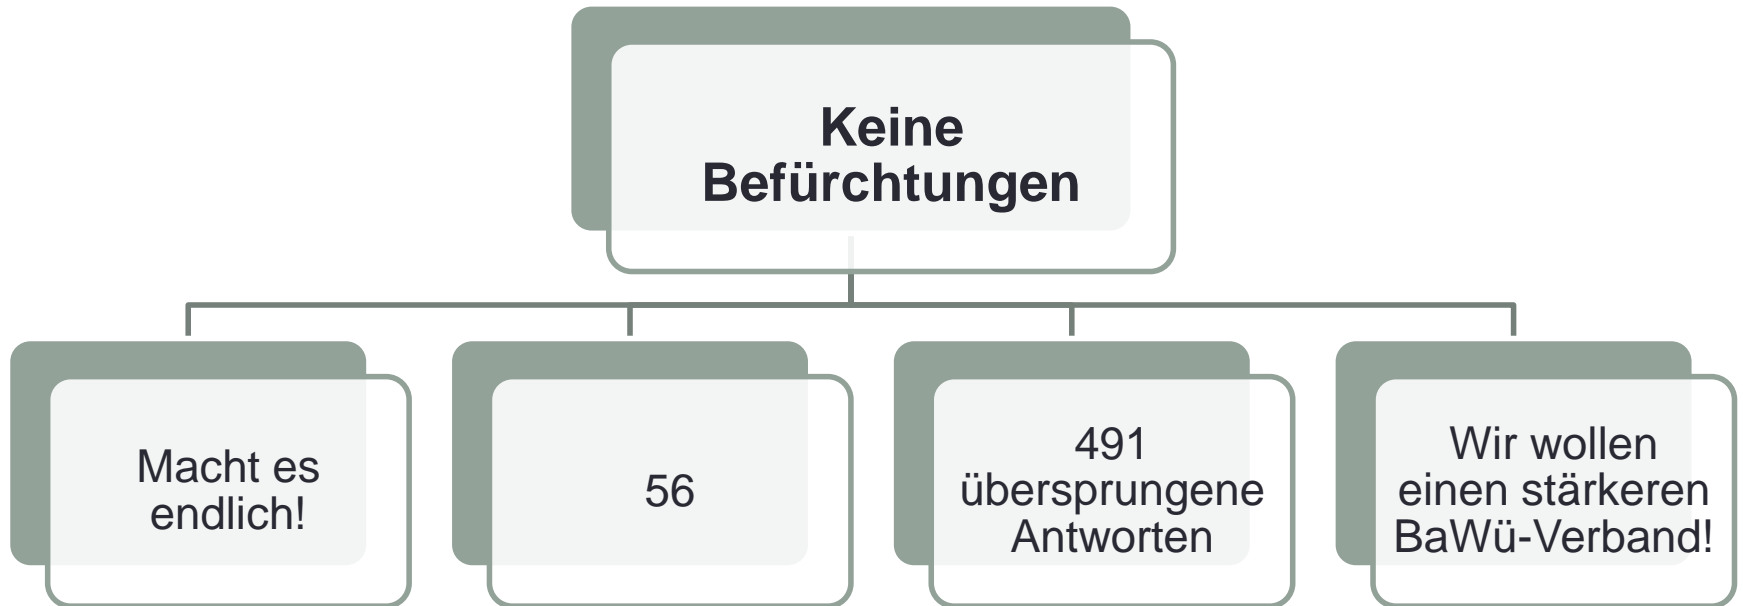 Keine
Befürchtungen
Macht es
endlich!
56
491
übersprungene
Antworten
Wir wollen
einen stärkeren
BaWü-Verband!